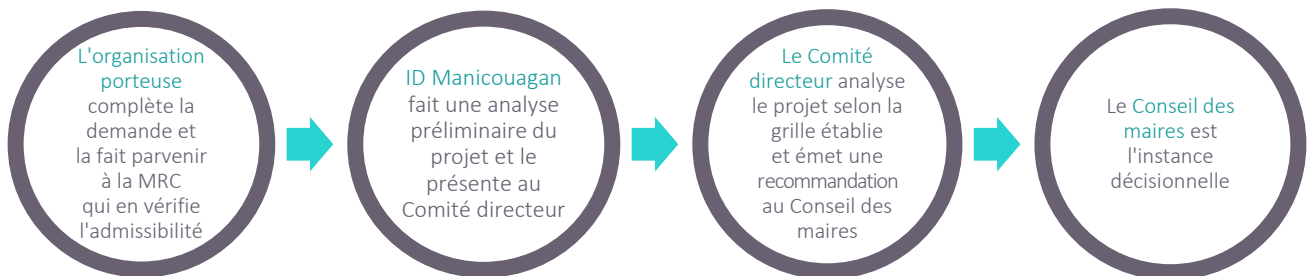 L'organisation
porteuse
complète la
demande et
la fait parvenir
à la MRC
qui en vérifie
l'admissibilité
ID Manicouagan
fait une analyse
préliminaire du
projet et le
présente au
Comité directeur
Le Comité
directeur analyse
le projet selon la
grille établie
et émet une
recommandation
au Conseil des
maires
Le Conseil des
maires est
l'instance
décisionnelle